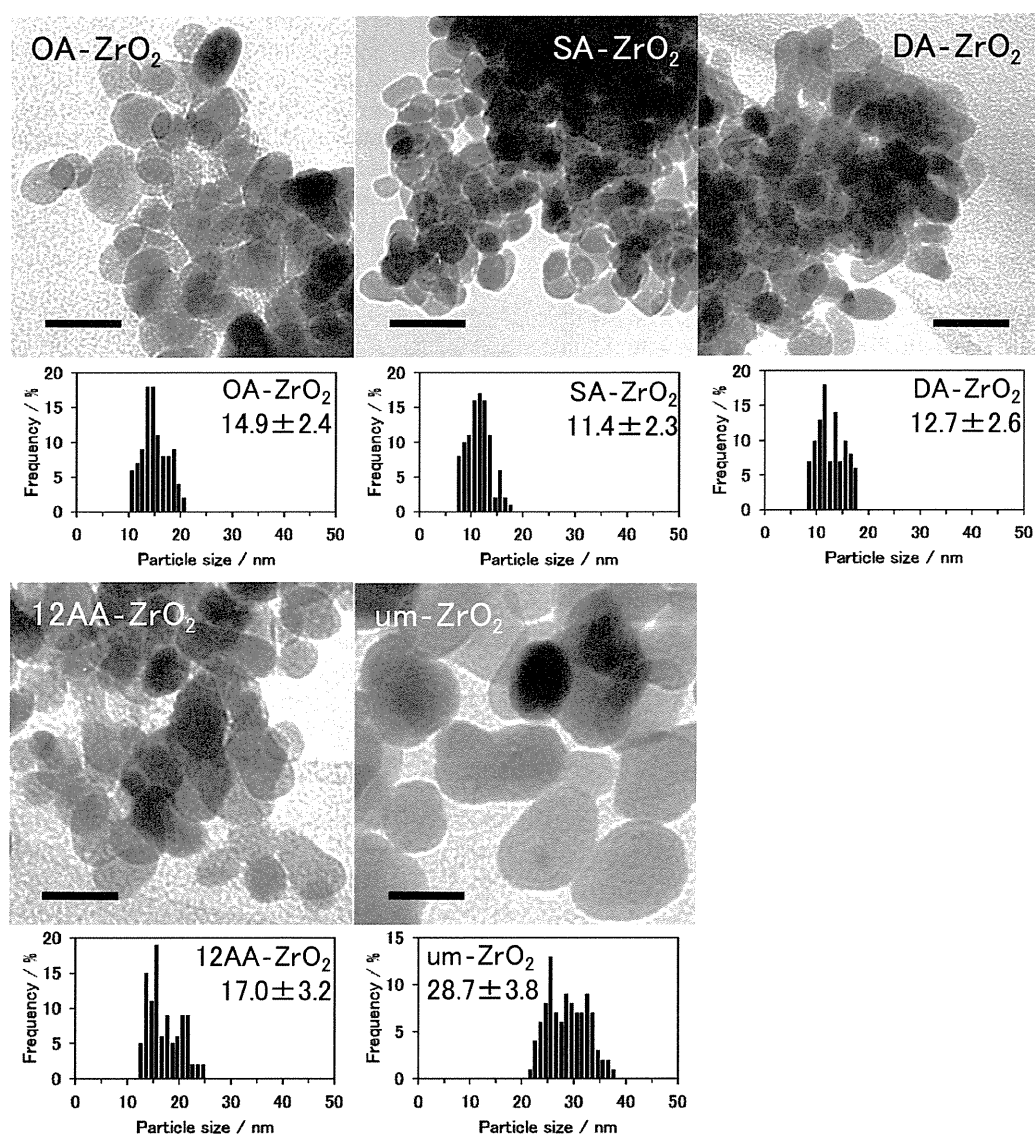 OA-ZrO₂
SA-ZrO₂
DA-ZrO₂
20
15
10
5
0
Frequency / %
OA-ZrO₂
14.9±2.4
0 10 20 30 40 50
Particle size / nm
20
15
10
5
0
Frequency / %
SA-ZrO₂
11.4±2.3
0 10 20 30 40 50
Particle size / nm
20
15
10
5
0
Frequency / %
DA-ZrO₂
12.7±2.6
0 10 20 30 40 50
Particle size / nm
12AA-ZrO₂
um-ZrO₂
20
15
10
5
0
Frequency / %
12AA-ZrO₂
17.0±3.2
0 10 20 30 40 50
Particle size / nm
15
10
5
0
Frequency / %
um-ZrO₂
28.7±3.8
0 10 20 30 40 50
Particle size / nm